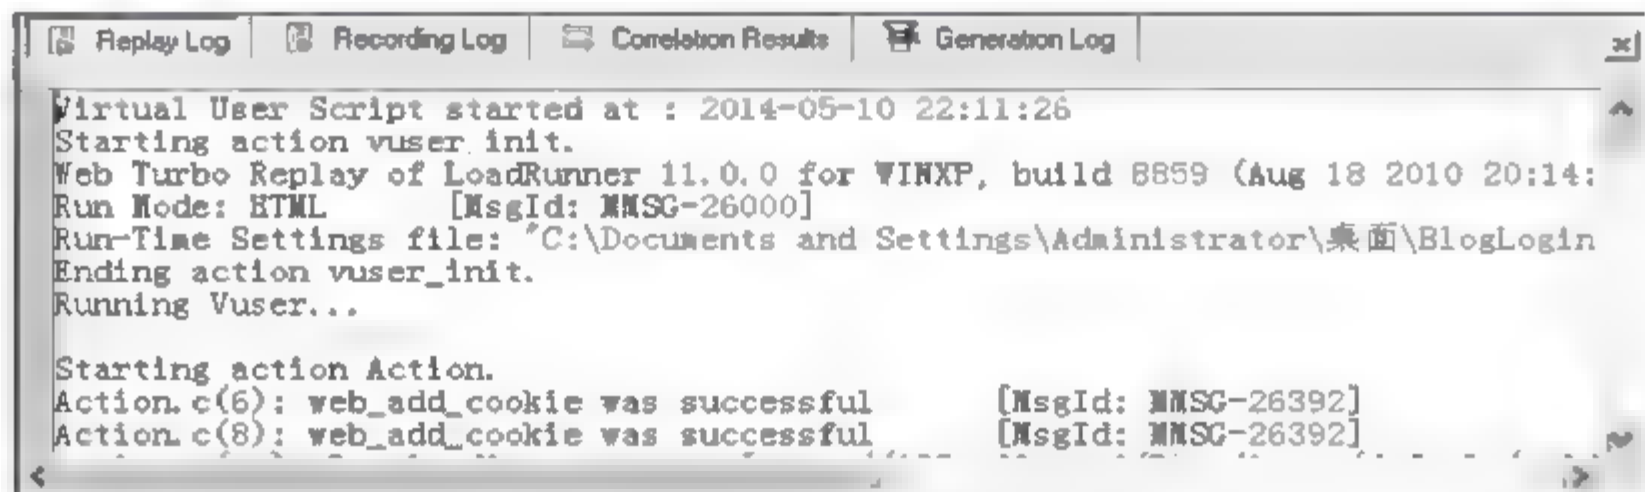 Replay Log Recording Log Correlation Results Generation Log
Virtual User Script started at : 2014-05-10 22:11:26
Starting action vuser_init.
Web Turbo Replay of LoadRunner 11.0.0 for WINXP, build 8859 (Aug 18 2010 20:14:
Run Mode: HTML [MsgId: MMSG-26000]
Run-Time Settings file: "C:\Documents and Settings\Administrator\桌面\BlogLogin
Ending action vuser_init.
Running Vuser...
Starting action Action.
Action.c(6): web_add_cookie was successful [MsgId: MMSG-26392]
Action.c(8): web_add_cookie was successful [MsgId: MMSG-26392]